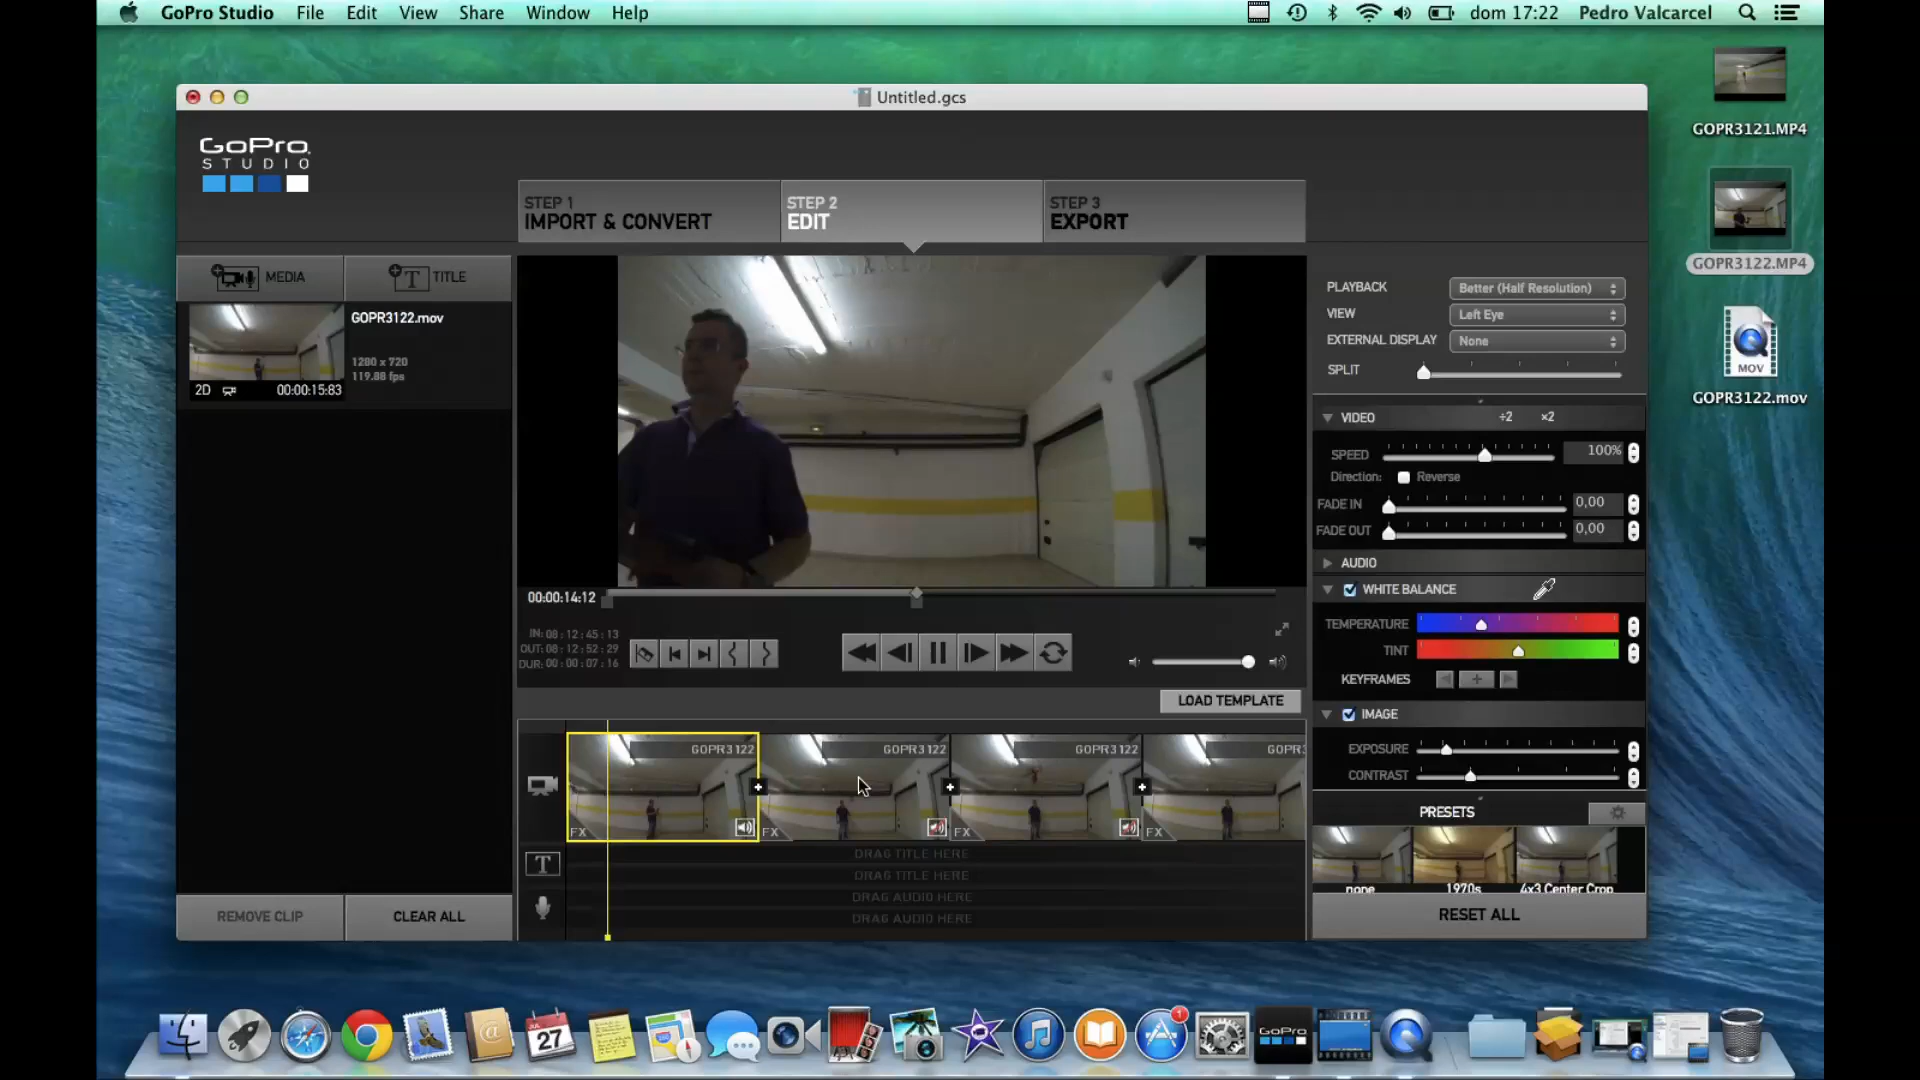 GoPro Studio File Edit View Share Window Help dom 17:22 Pedro Valcarcel
GOPR3121.MP4
GOPR3122.MP4
MOV
GOPR3122.mov
Untitled.gcs
GoPro
STUDIO
STEP 1
IMPORT & CONVERT
STEP 2
EDIT
STEP 3
EXPORT
MEDIA
T TITLE
GOPR3122.mov
1280 x 720
119.88 fps
2D 00:00:15:83
REMOVE CLIP
CLEAR ALL
00:00:14:12
IN: 08:12:45:13
OUT: 08:12:52:29
DUR: 00:00:07:16
LOAD TEMPLATE
GOPR3122 GOPR3122 GOPR3122 GOPR3
FX FX FX FX
T
DRAG TITLE HERE
DRAG TITLE HERE
DRAG AUDIO HERE
DRAG AUDIO HERE
PLAYBACK Better (Half Resolution)
VIEW Left Eye
EXTERNAL DISPLAY None
SPLIT
VIDEO ÷2 x2
SPEED 100%
Direction: Reverse
FADE IN 0,00
FADE OUT 0,00
AUDIO
WHITE BALANCE
TEMPERATURE
TINT
KEYFRAMES
IMAGE
EXPOSURE
CONTRAST
PRESETS
none 1970s 4x3 Center Crop
RESET ALL
27
1
GoPro